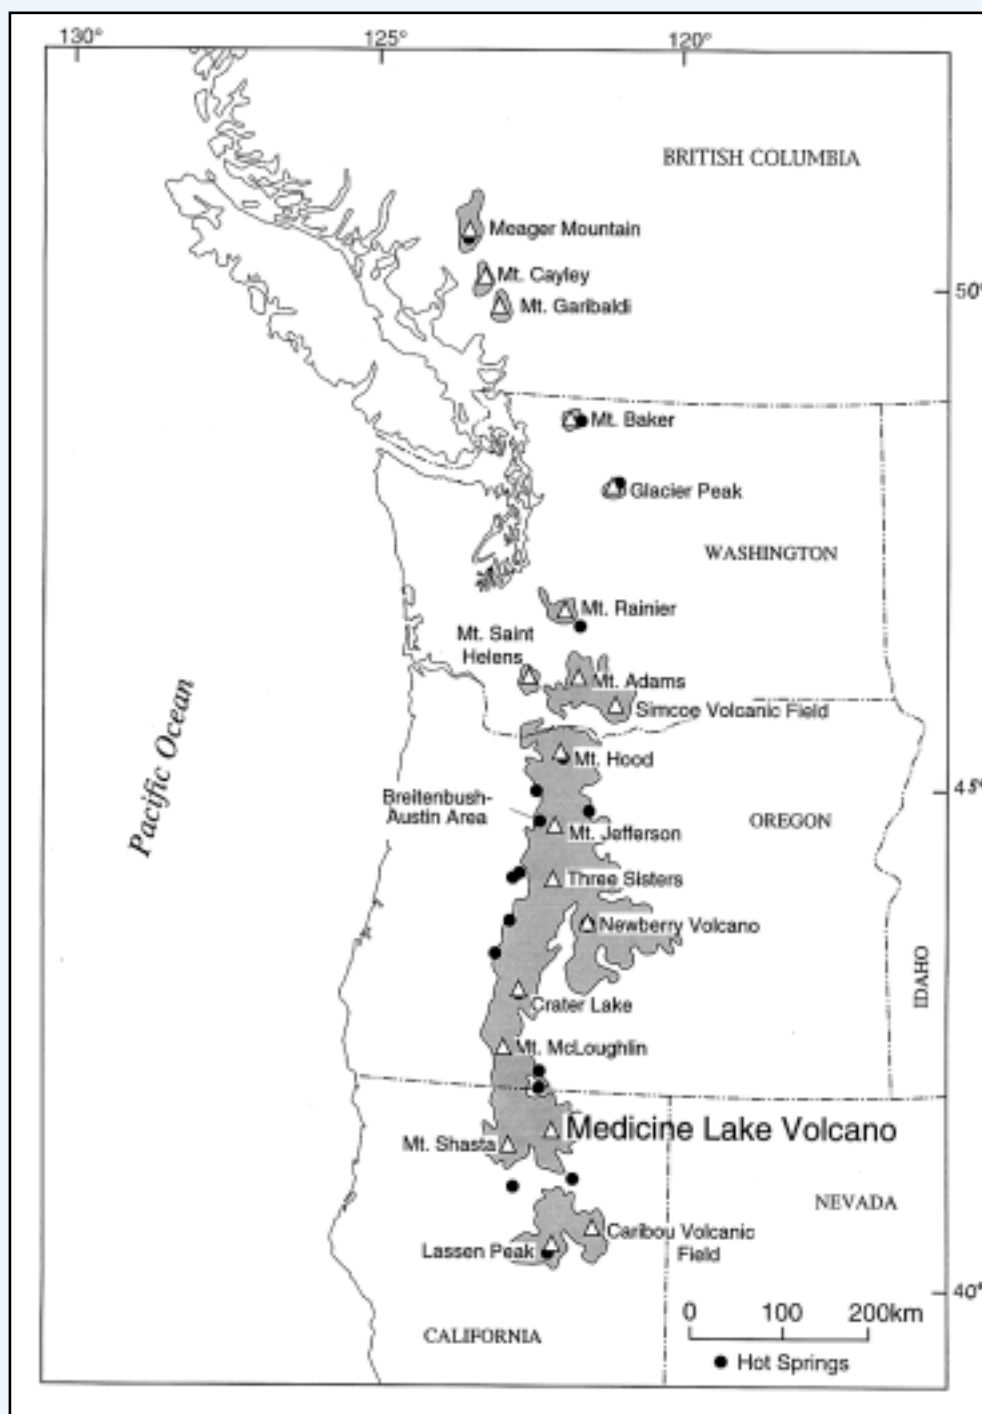 130°
125°
120°
BRITISH COLUMBIA
Meager Mountain
Mt. Cayley
50°
Mt. Garibaldi
Mt. Baker
Glacier Peak
WASHINGTON
Mt. Rainier
Mt. Saint
Helens
Mt. Adams
Simcoe Volcanic Field
Pacific Ocean
Mt. Hood
45°
Breitenbush-
Austin Area
OREGON
Mt. Jefferson
Three Sisters
Newberry Volcano
IDAHO
Crater Lake
Mt. McLoughlin
Medicine Lake Volcano
Mt. Shasta
NEVADA
Caribou Volcanic
Field
Lassen Peak
40°
0 100 200km
CALIFORNIA
Hot Springs